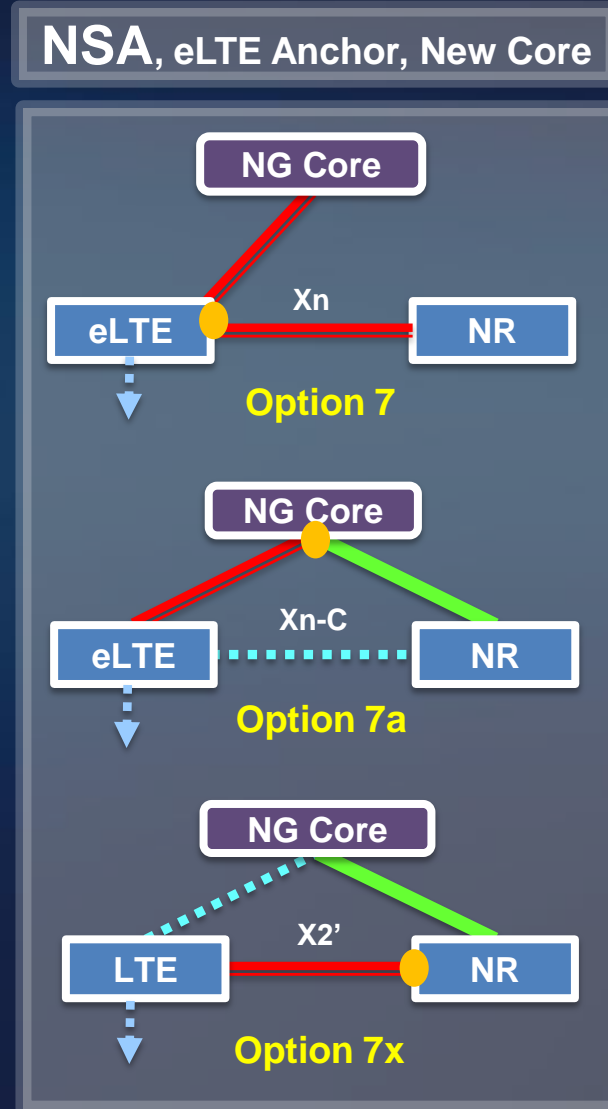 NSA, eLTE Anchor, New Core
NG Core
Xn
eLTE
NR
Option 7
NG Core
Xn-C
eLTE
NR
Option 7a
NG Core
X2’
LTE
NR
Option 7x